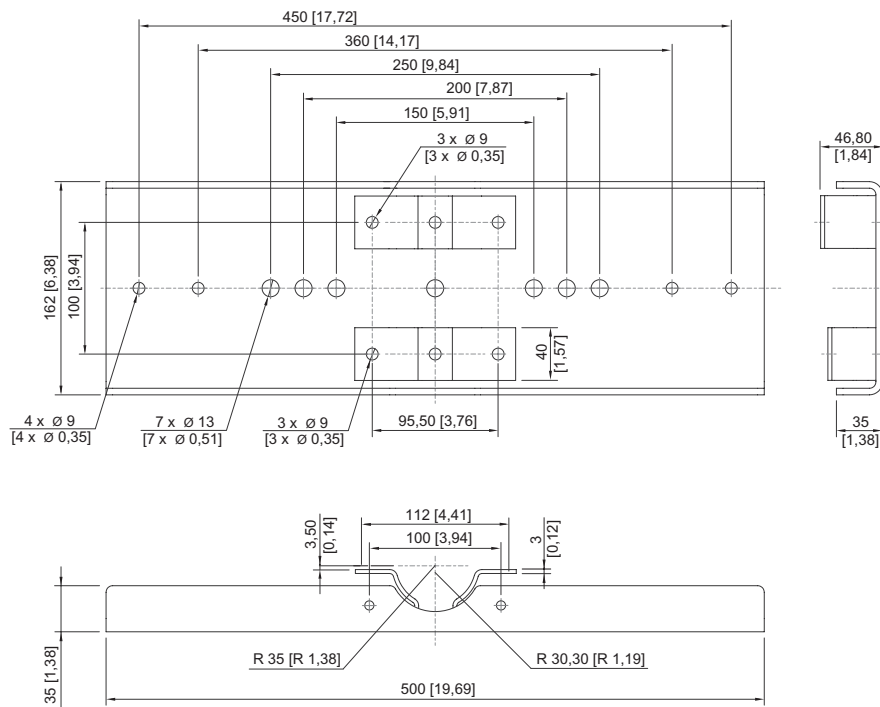 450 [17,72]
360 [14,17]
250 [9,84]
200 [7,87]
150 [5,91]
3 x Ø 9
[3 x Ø 0,35]
46,80
[1,84]
162 [6,38]
100 [3,94]
40
[1,57]
4 x Ø 9
[4 x Ø 0,35]
7 x Ø 13
[7 x Ø 0,51]
3 x Ø 9
[3 x Ø 0,35]
95,50 [3,76]
35
[1,38]
3,50
[0,14]
112 [4,41]
100 [3,94]
3
[0,12]
35 [1,38]
R 35 [R 1,38]
R 30,30 [R 1,19]
500 [19,69]